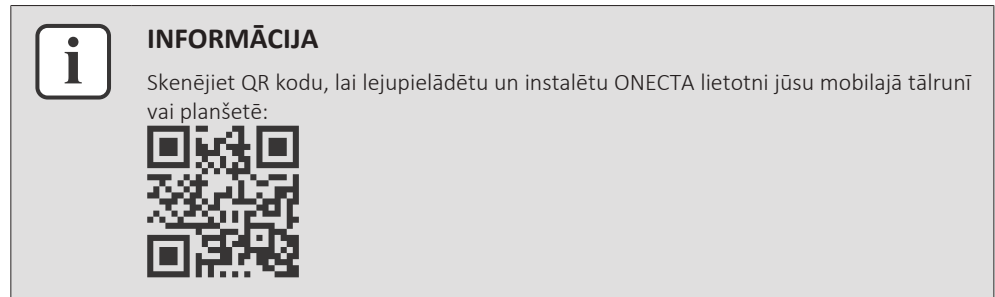 INFORMĀCIJA
Skenējiet QR kodu, lai lejupielādētu un instalētu ONECTA lietotni jūsu mobilajā tālrunī
vai planšetē: